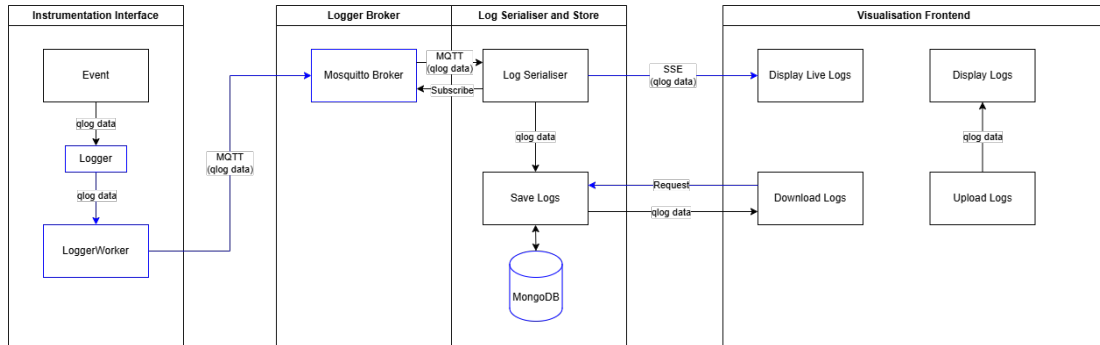 Instrumentation Interface
Logger Broker
Log Serialiser and Store
Visualisation Frontend
Event
qlog data
Logger
qlog data
LoggerWorker
MQTT
(qlog data)
Mosquitto Broker
MQTT
(qlog data)
Subscribe
Log Serialiser
SSE
(qlog data)
Display Live Logs
Display Logs
qlog data
qlog data
Save Logs
Request
qlog data
Download Logs
Upload Logs
MongoDB